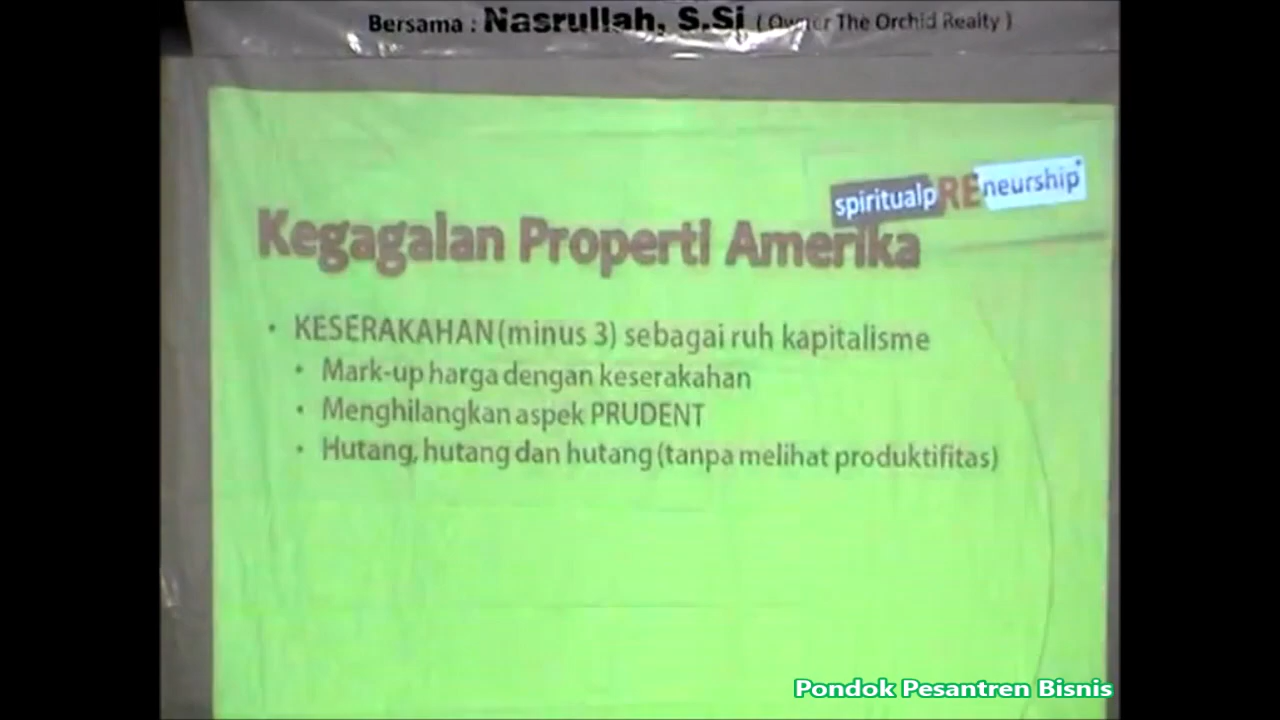 Bersama : Nasrullah, S.Si ( Owner The Orchid Realty )
spiritualpREneurship
Kegagalan Properti Amerika
• KESERAKAHAN (minus 3) sebagai ruh kapitalisme
• Mark-up harga dengan keserakahan
• Menghilangkan aspek PRUDENT
• Hutang, hutang dan hutang (tanpa melihat produktifitas)
Pondok Pesantren Bisnis